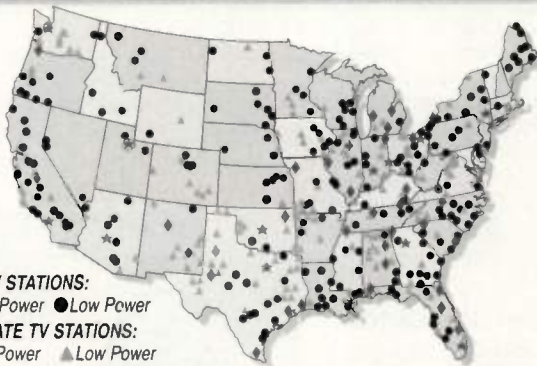 STATIONS:
Power ● Low Power
ATE TV STATIONS:
Power ▲ Low Power